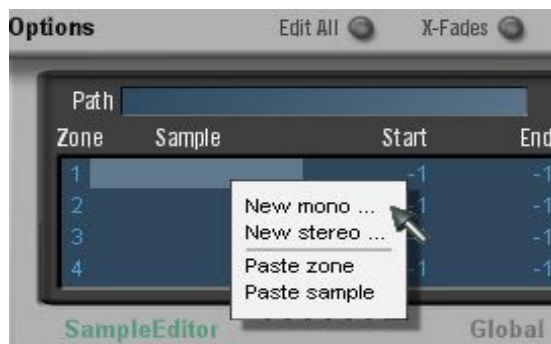 Options Edit All X-Fades
Path
Zone Sample Start End
1 -1 -1
2 -1 -1
3 -1
4 -1 -1
New mono ...
New stereo ...
Paste zone
Paste sample
SampleEditor Global